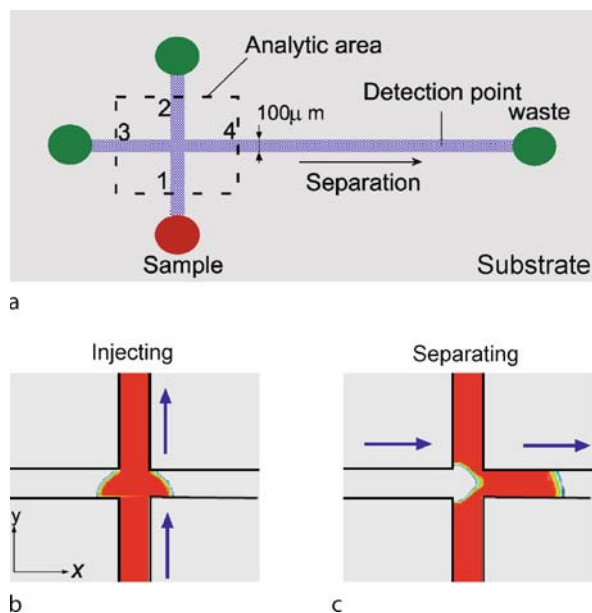 Analytic area
2
3
4
100μ m
Detection point
waste
1
Separation
Sample
Substrate
a
Injecting
Separating
y
x
b
c